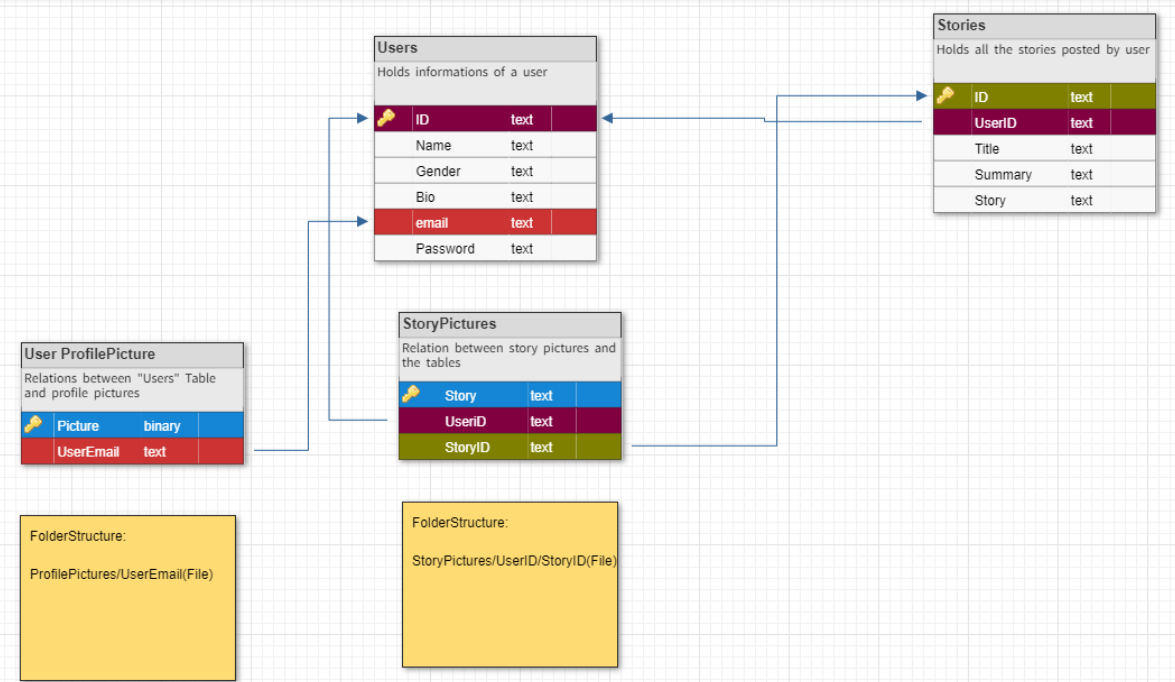 Users
Holds informations of a user
ID text
Name text
Gender text
Bio text
email text
Password text
Stories
Holds all the stories posted by user
ID text
UserID text
Title text
Summary text
Story text
User ProfilePicture
Relations between "Users" Table
and profile pictures
Picture binary
UserEmail text
StoryPictures
Relation between story pictures and
the tables
Story text
UseriD text
StoryID text
FolderStructure:
ProfilePictures/UserEmail(File)
FolderStructure:
StoryPictures/UserID/StoryID(File)